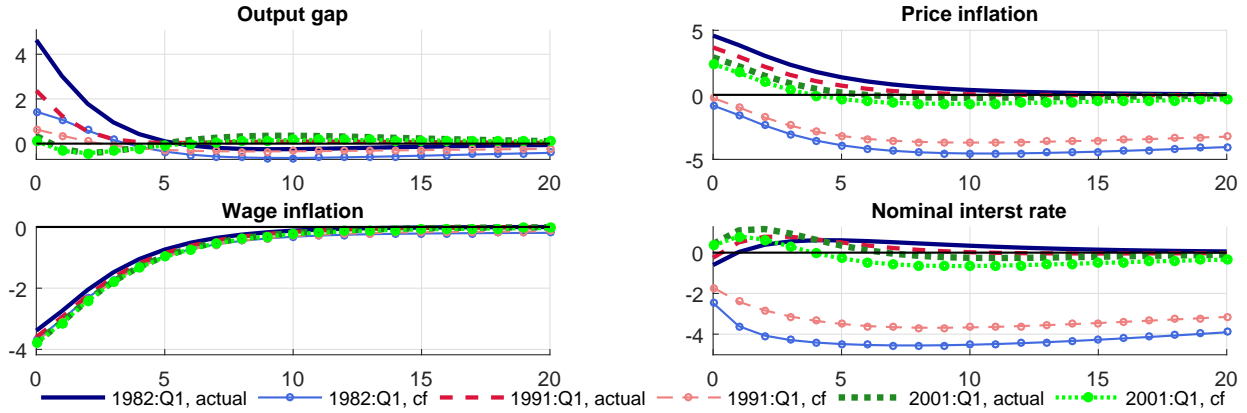 Output gap
4
2
0
0 5 10 15 20
Price inflation
5
0
-5
0 5 10 15 20
Wage inflation
0
-2
-4
0 5 10 15 20
Nominal interst rate
0
-2
-4
0 5 10 15 20
1982:Q1, actual 1982:Q1, cf 1991:Q1, actual 1991:Q1, cf 2001:Q1, actual 2001:Q1, cf